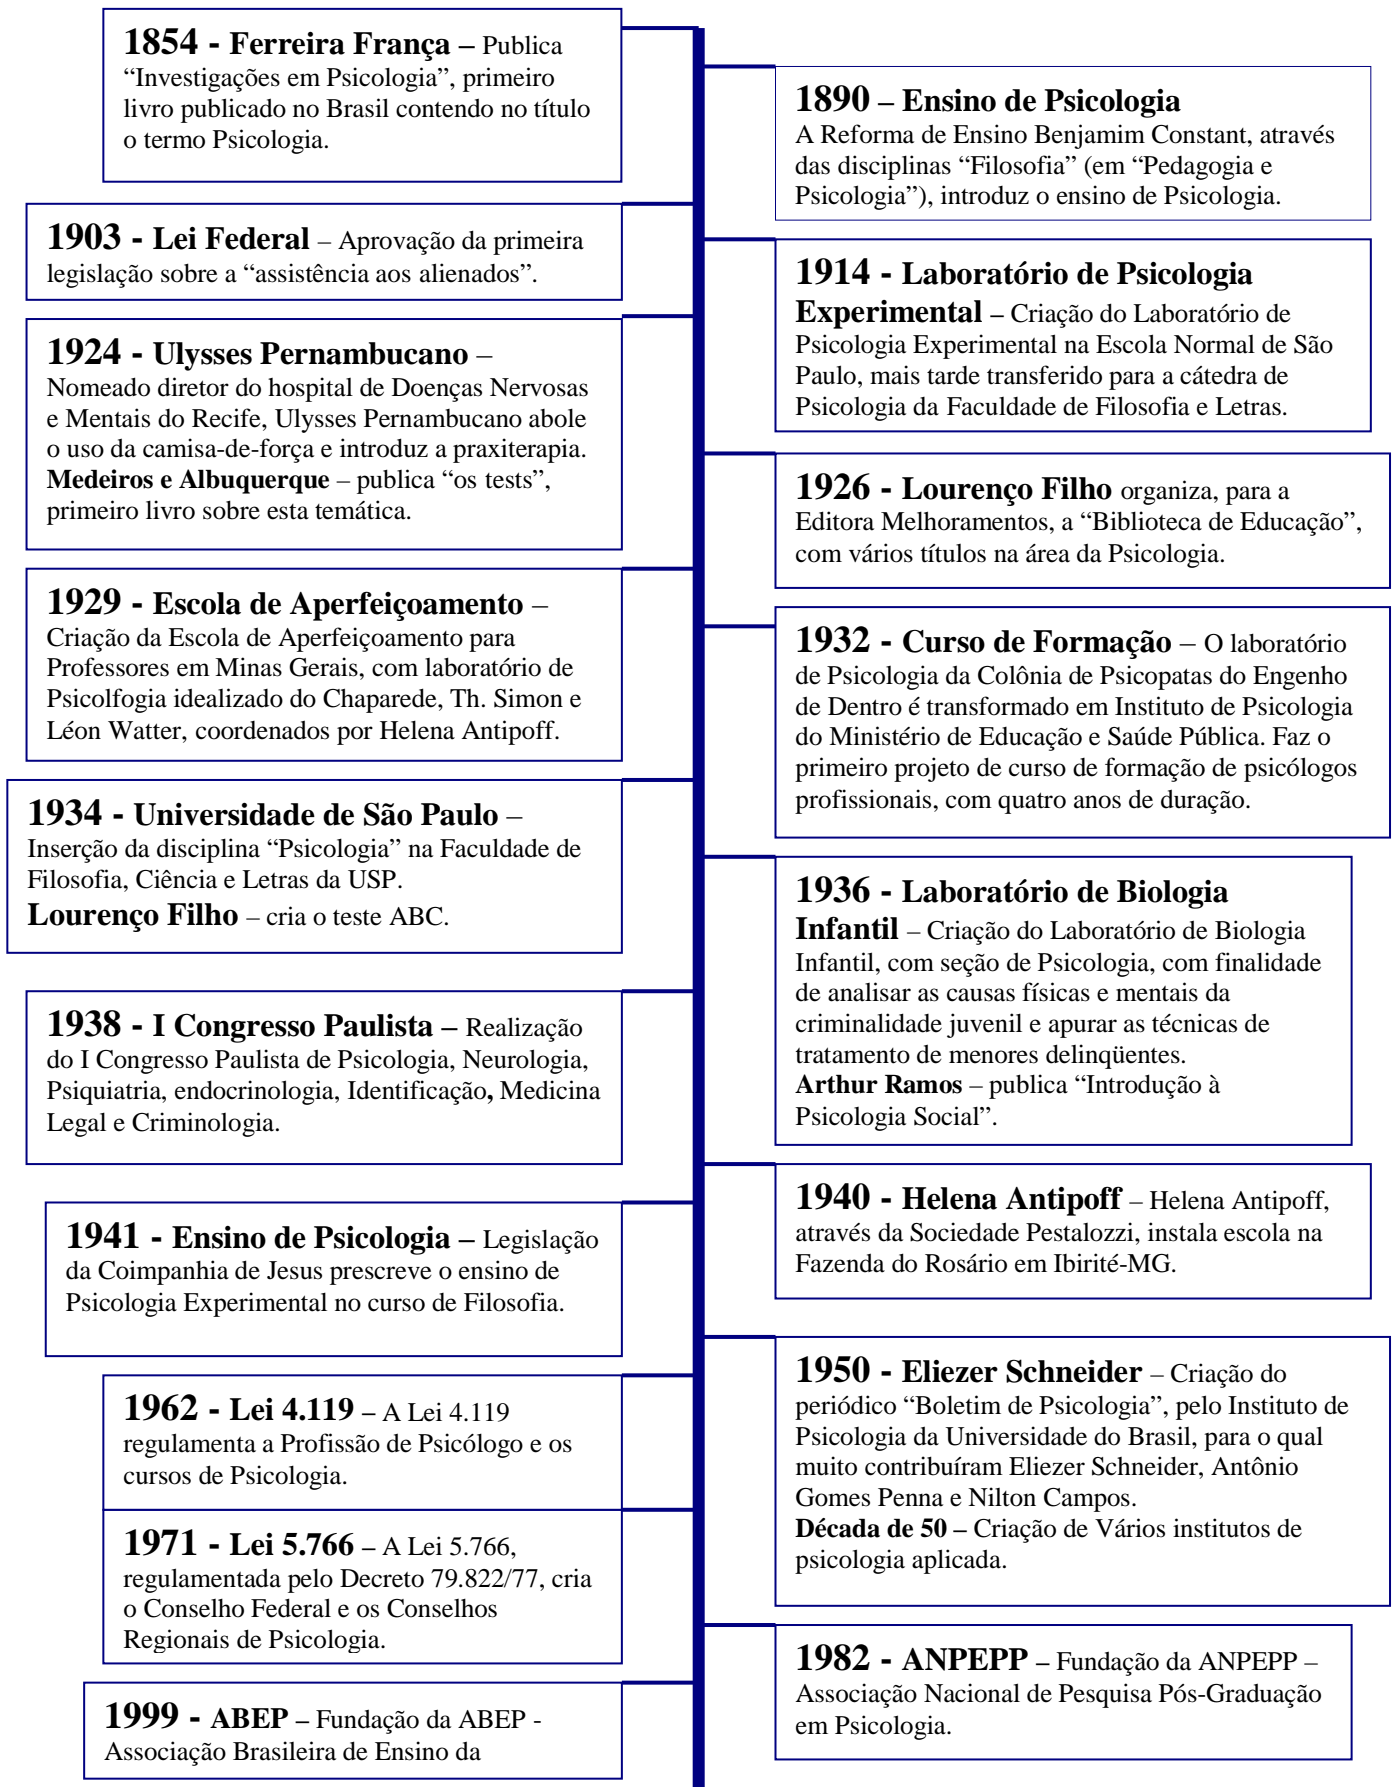 1854 - Ferreira França – Publica
“Investigações em Psicologia”, primeiro
livro publicado no Brasil contendo no título
o termo Psicologia.
1890 – Ensino de Psicologia
A Reforma de Ensino Benjamim Constant, através
das disciplinas “Filosofia” (em “Pedagogia e
Psicologia”), introduz o ensino de Psicologia.
1903 - Lei Federal – Aprovação da primeira
legislação sobre a “assistência aos alienados”.
1914 - Laboratório de Psicologia
Experimental – Criação do Laboratório de
Psicologia Experimental na Escola Normal de São
Paulo, mais tarde transferido para a cátedra de
Psicologia da Faculdade de Filosofia e Letras.
1924 - Ulysses Pernambucano –
Nomeado diretor do hospital de Doenças Nervosas
e Mentais do Recife, Ulysses Pernambucano abole
o uso da camisa-de-força e introduz a praxiterapia.
Medeiros e Albuquerque – publica “os tests”,
primeiro livro sobre esta temática.
1926 - Lourenço Filho organiza, para a
Editora Melhoramentos, a “Biblioteca de Educação”,
com vários títulos na área da Psicologia.
1929 - Escola de Aperfeiçoamento –
Criação da Escola de Aperfeiçoamento para
Professores em Minas Gerais, com laboratório de
Psicolfogia idealizado do Chaparede, Th. Simon e
Léon Watter, coordenados por Helena Antipoff.
1932 - Curso de Formação – O laboratório
de Psicologia da Colônia de Psicopatas do Engenho
de Dentro é transformado em Instituto de Psicologia
do Ministério de Educação e Saúde Pública. Faz o
primeiro projeto de curso de formação de psicólogos
profissionais, com quatro anos de duração.
1934 - Universidade de São Paulo –
Inserção da disciplina “Psicologia” na Faculdade de
Filosofia, Ciência e Letras da USP.
Lourenço Filho – cria o teste ABC.
1936 - Laboratório de Biologia
Infantil – Criação do Laboratório de Biologia
Infantil, com seção de Psicologia, com finalidade
de analisar as causas físicas e mentais da
criminalidade juvenil e apurar as técnicas de
tratamento de menores delinqüentes.
Arthur Ramos – publica “Introdução à
Psicologia Social”.
1938 - I Congresso Paulista – Realização
do I Congresso Paulista de Psicologia, Neurologia,
Psiquiatria, endocrinologia, Identificação, Medicina
Legal e Criminologia.
1940 - Helena Antipoff – Helena Antipoff,
através da Sociedade Pestalozzi, instala escola na
Fazenda do Rosário em Ibirité-MG.
1941 - Ensino de Psicologia – Legislação
da Coimpanhia de Jesus prescreve o ensino de
Psicologia Experimental no curso de Filosofia.
1950 - Eliezer Schneider – Criação do
periódico “Boletim de Psicologia”, pelo Instituto de
Psicologia da Universidade do Brasil, para o qual
muito contribuíram Eliezer Schneider, Antônio
Gomes Penna e Nilton Campos.
Década de 50 – Criação de Vários institutos de
psicologia aplicada.
1962 - Lei 4.119 – A Lei 4.119
regulamenta a Profissão de Psicólogo e os
cursos de Psicologia.
1971 - Lei 5.766 – A Lei 5.766,
regulamentada pelo Decreto 79.822/77, cria
o Conselho Federal e os Conselhos
Regionais de Psicologia.
1982 - ANPEPP – Fundação da ANPEPP –
Associação Nacional de Pesquisa Pós-Graduação
em Psicologia.
1999 - ABEP – Fundação da ABEP -
Associação Brasileira de Ensino da